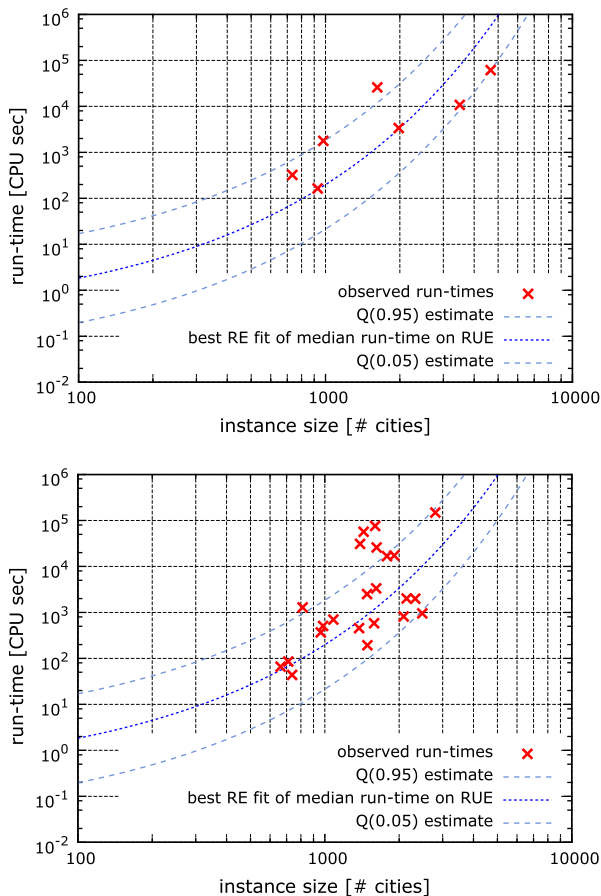 10^6
10^5
10^4
10^3
10^2
10^1
10^0
10^-1
10^-2
run-time [CPU sec]
observed run-times
Q(0.95) estimate
best RE fit of median run-time on RUE
Q(0.05) estimate
100 1000 10000
instance size [# cities]
10^6
10^5
10^4
10^3
10^2
10^1
10^0
10^-1
10^-2
run-time [CPU sec]
observed run-times
Q(0.95) estimate
best RE fit of median run-time on RUE
Q(0.05) estimate
100 1000 10000
instance size [# cities]